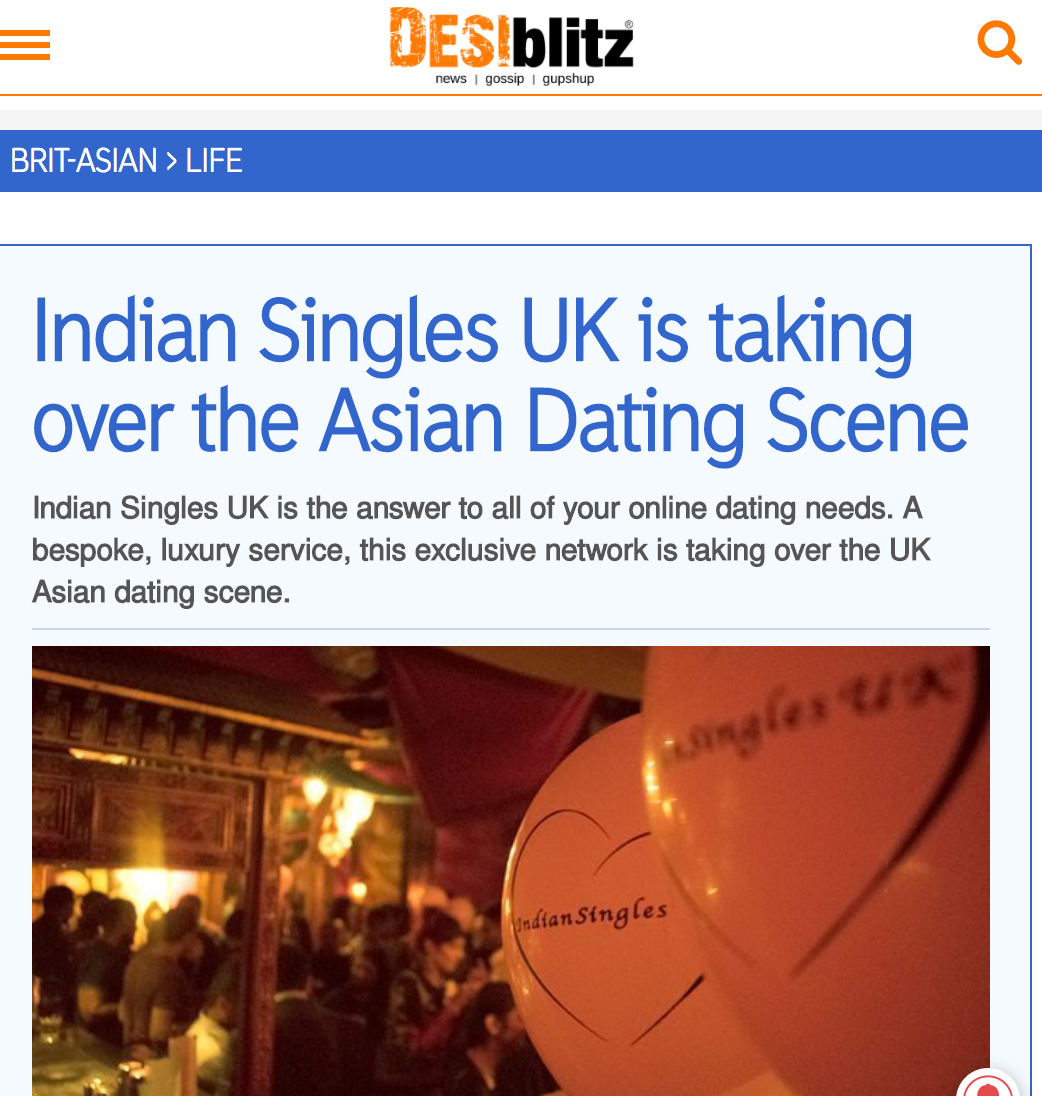 DESIblitz®
news | gossip | gupshup
BRIT-ASIAN > LIFE
Indian Singles UK is taking
over the Asian Dating Scene
Indian Singles UK is the answer to all of your online dating needs. A
bespoke, luxury service, this exclusive network is taking over the UK
Asian dating scene.
Singles UK
IndianSingles